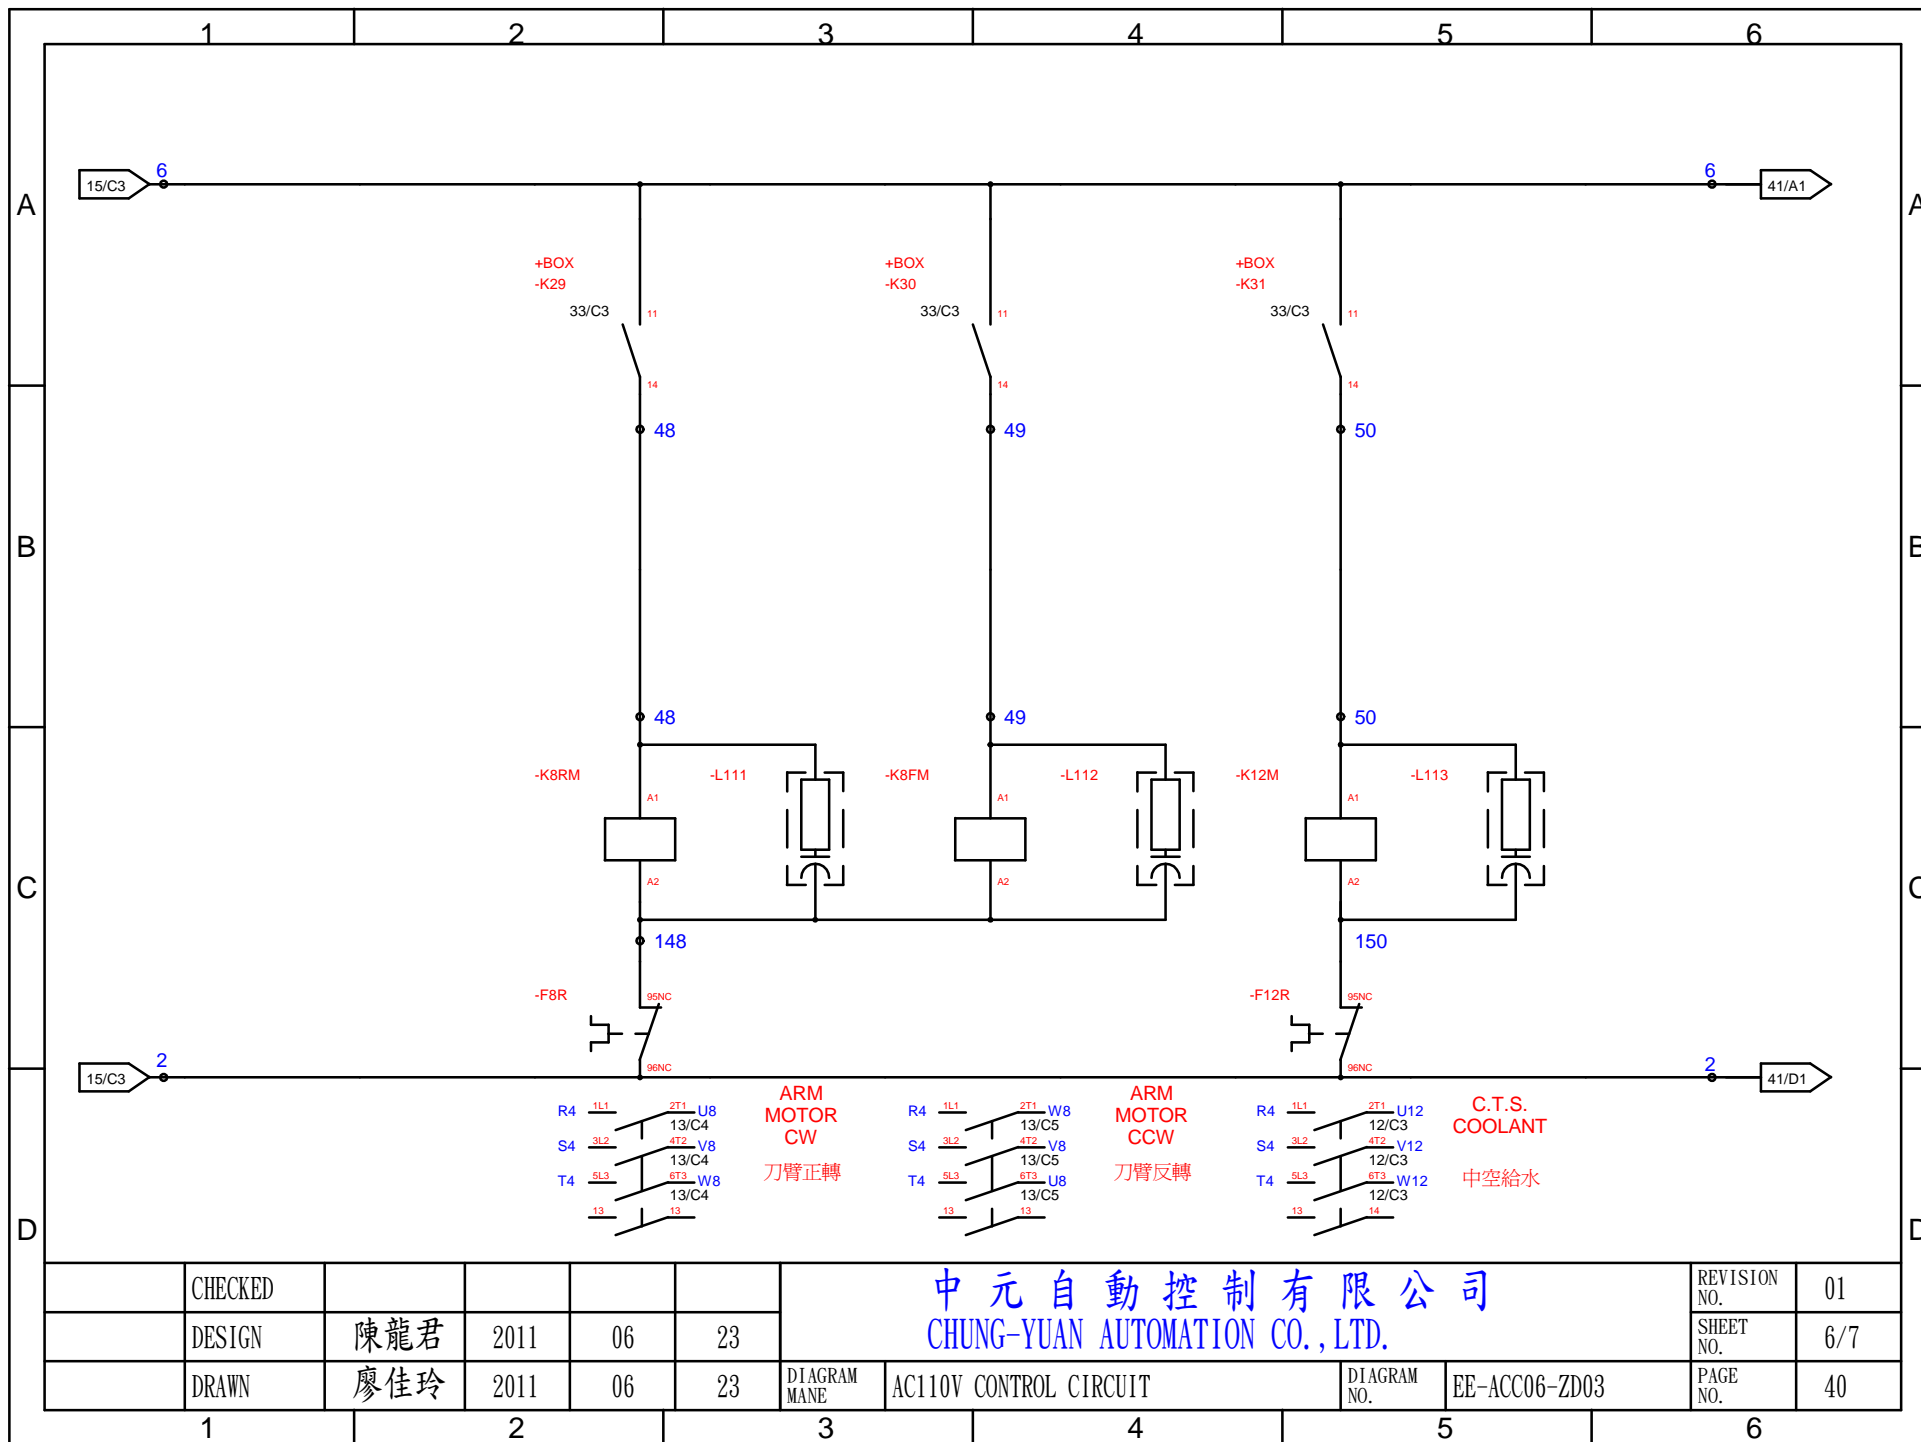 1 2 3 4 5 6
6 6
15/C3 41/A1
A A
+BOX +BOX +BOX
-K29 -K30 -K31
33/C3 11 33/C3 11 33/C3 11
14 14 14
48 49 50
B B
48 49 50
-K8RM -L111 -K8FM -L112 -K12M -L113
A1 A1 A1
A2 A2 A2
C C
148 150
-F8R 95NC -F12R 95NC
2 96NC 96NC 2
15/C3 41/D1
R4 1L1 2T1 U8 R4 1L1 2T1 W8 R4 1L1 2T1 U12
13/C4 13/C5 12/C3
S4 3L2 4T2 V8 S4 3L2 4T2 V8 S4 3L2 4T2 V12
13/C4 13/C5 12/C3
T4 5L3 6T3 W8 T4 5L3 6T3 U8 T4 5L3 6T3 W12
13/C4 13/C5 12/C3
13 13 13 13 13 14
ARM
MOTOR
CW
刀臂正轉
ARM
MOTOR
CCW
刀臂反轉
C.T.S.
COOLANT
中空給水
D D
CHECKED
DESIGN 陳龍君 2011 06 23
DRAWN 廖佳玲 2011 06 23
中元自動控制有限公司
CHUNG-YUAN AUTOMATION CO.,LTD.
DIAGRAM
MANE
AC110V CONTROL CIRCUIT
DIAGRAM
NO.
EE-ACC06-ZD03
REVISION
NO.
01
SHEET
NO.
6/7
PAGE
NO.
40
1 2 3 4 5 6